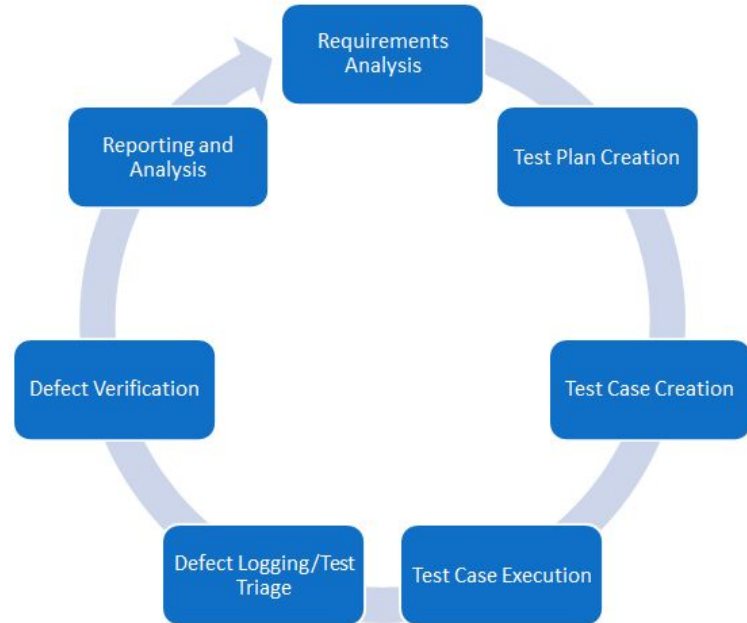 Requirements
Analysis
Test Plan Creation
Test Case Creation
Test Case Execution
Defect Logging/Test
Triage
Defect Verification
Reporting and
Analysis